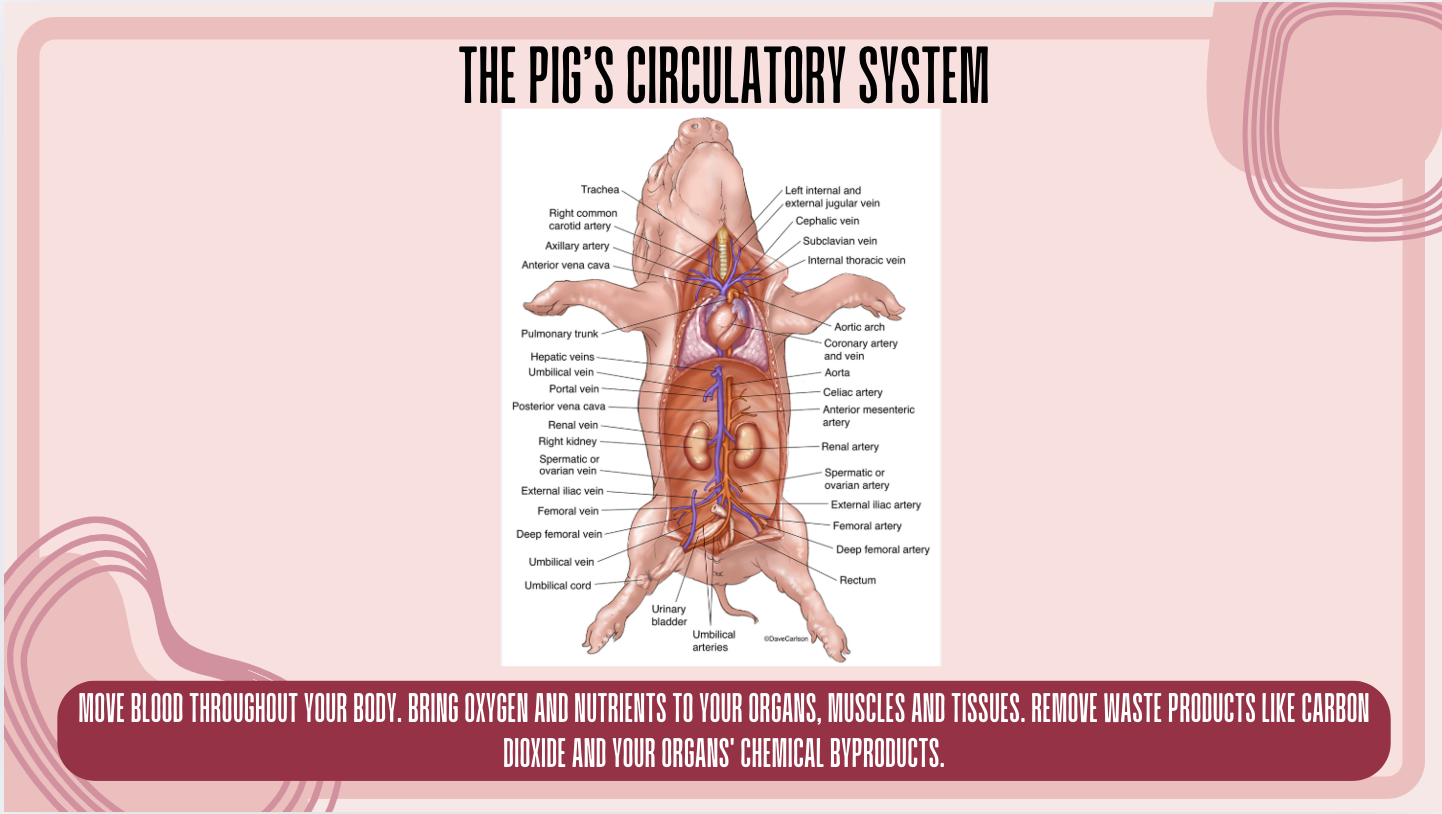 THE PIG'S CIRCULATORY SYSTEM
Trachea
Right common
carotid artery
Axillary artery
Anterior vena cava
Pulmonary trunk
Hepatic veins
Umbilical vein
Portal vein
Posterior vena cava
Renal vein
Right kidney
Spermatic or
ovarian vein
External iliac vein
Femoral vein
Deep femoral vein
Umbilical vein
Umbilical cord
Urinary
bladder
Umbilical
arteries
Left internal and
external jugular vein
Cephalic vein
Subclavian vein
Internal thoracic vein
Aortic arch
Coronary artery
and vein
Aorta
Celiac artery
Anterior mesenteric
artery
Renal artery
Spermatic or
ovarian artery
External iliac artery
Femoral artery
Deep femoral artery
Rectum
©DaveCarlson
MOVE BLOOD THROUGHOUT YOUR BODY. BRING OXYGEN AND NUTRIENTS TO YOUR ORGANS, MUSCLES AND TISSUES. REMOVE WASTE PRODUCTS LIKE CARBON
DIOXIDE AND YOUR ORGANS' CHEMICAL BYPRODUCTS.